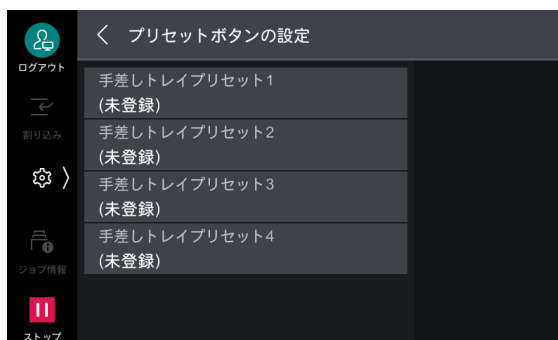 プリセットボタンの設定
ログアウト
割り込み
ジョブ情報
ストップ
手差しトレイプリセット1
(未登録)
手差しトレイプリセット2
(未登録)
手差しトレイプリセット3
(未登録)
手差しトレイプリセット4
(未登録)